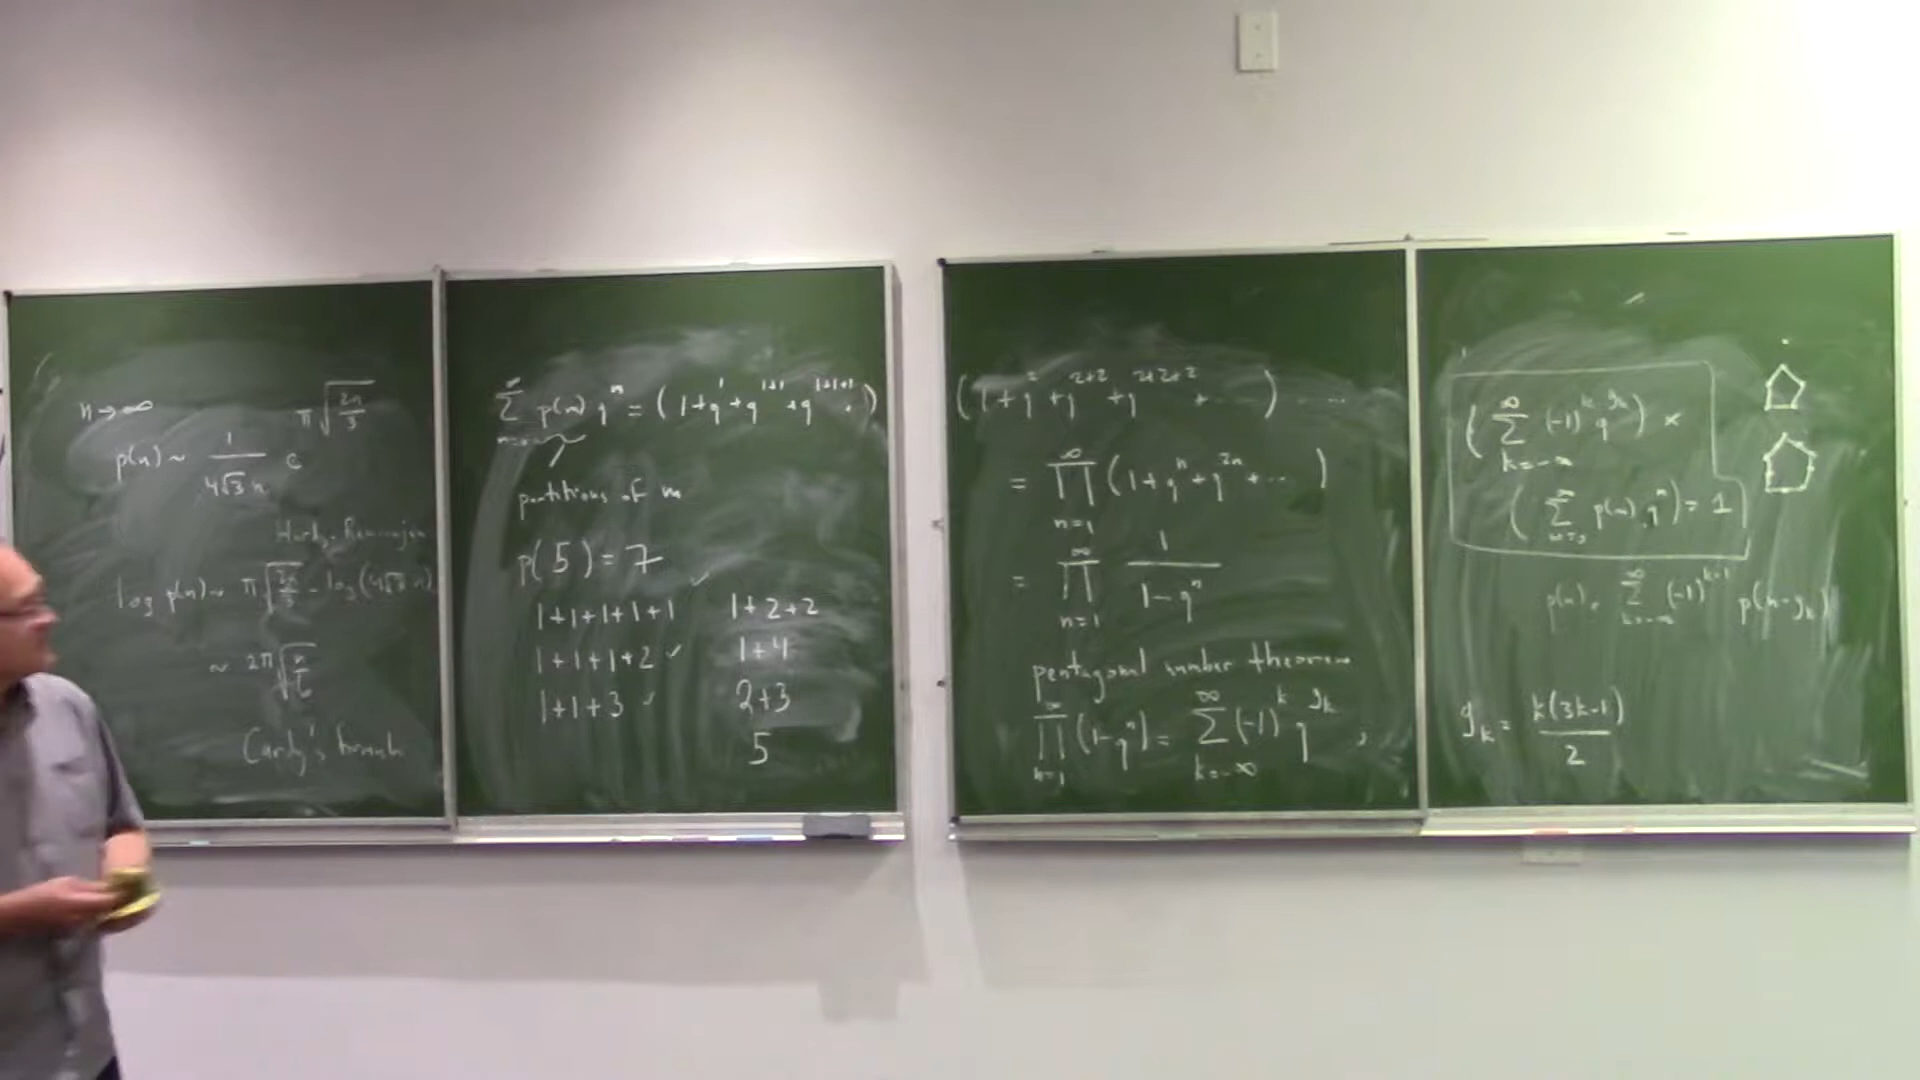 n → ∞
p(n) ~ 1/(4√3 n) e^{π√(2n/3)}
Hardy-Ramanujan
log p(n) ~ π√(2n/3) - log(4√3 n)
~ 2π√(n/6)
Cardy's formula
∑^∞ p(n) q^n = (1+q^1+q^{1+1}+q^{1+1+1}..)
partitions of n
p(5)=7
1+1+1+1+1 ✓ 1+2+2
1+1+1+2 ✓ 1+4
1+1+3 ✓ 2+3
5
(1+q^2+q^{2+2}+q^{2+2+2}+ ...) .....
= ∏_{n=1}^∞ (1+q^n+q^{2n}+...)
= ∏_{n=1}^∞ 1/(1-q^n)
pentagonal number theorem
∏_{n=1}^∞ (1-q^n) = ∑_{k=-∞}^∞ (-1)^k q^{g_k} ,
(∑_{k=-∞}^∞ (-1)^k q^{g_k}) ×
(∑_{n=0}^∞ p(n) q^n) = 1
p(n) = ∑_{k=-∞}^∞ (-1)^{k+1} p(n-g_k)
g_k = k(3k-1)/2